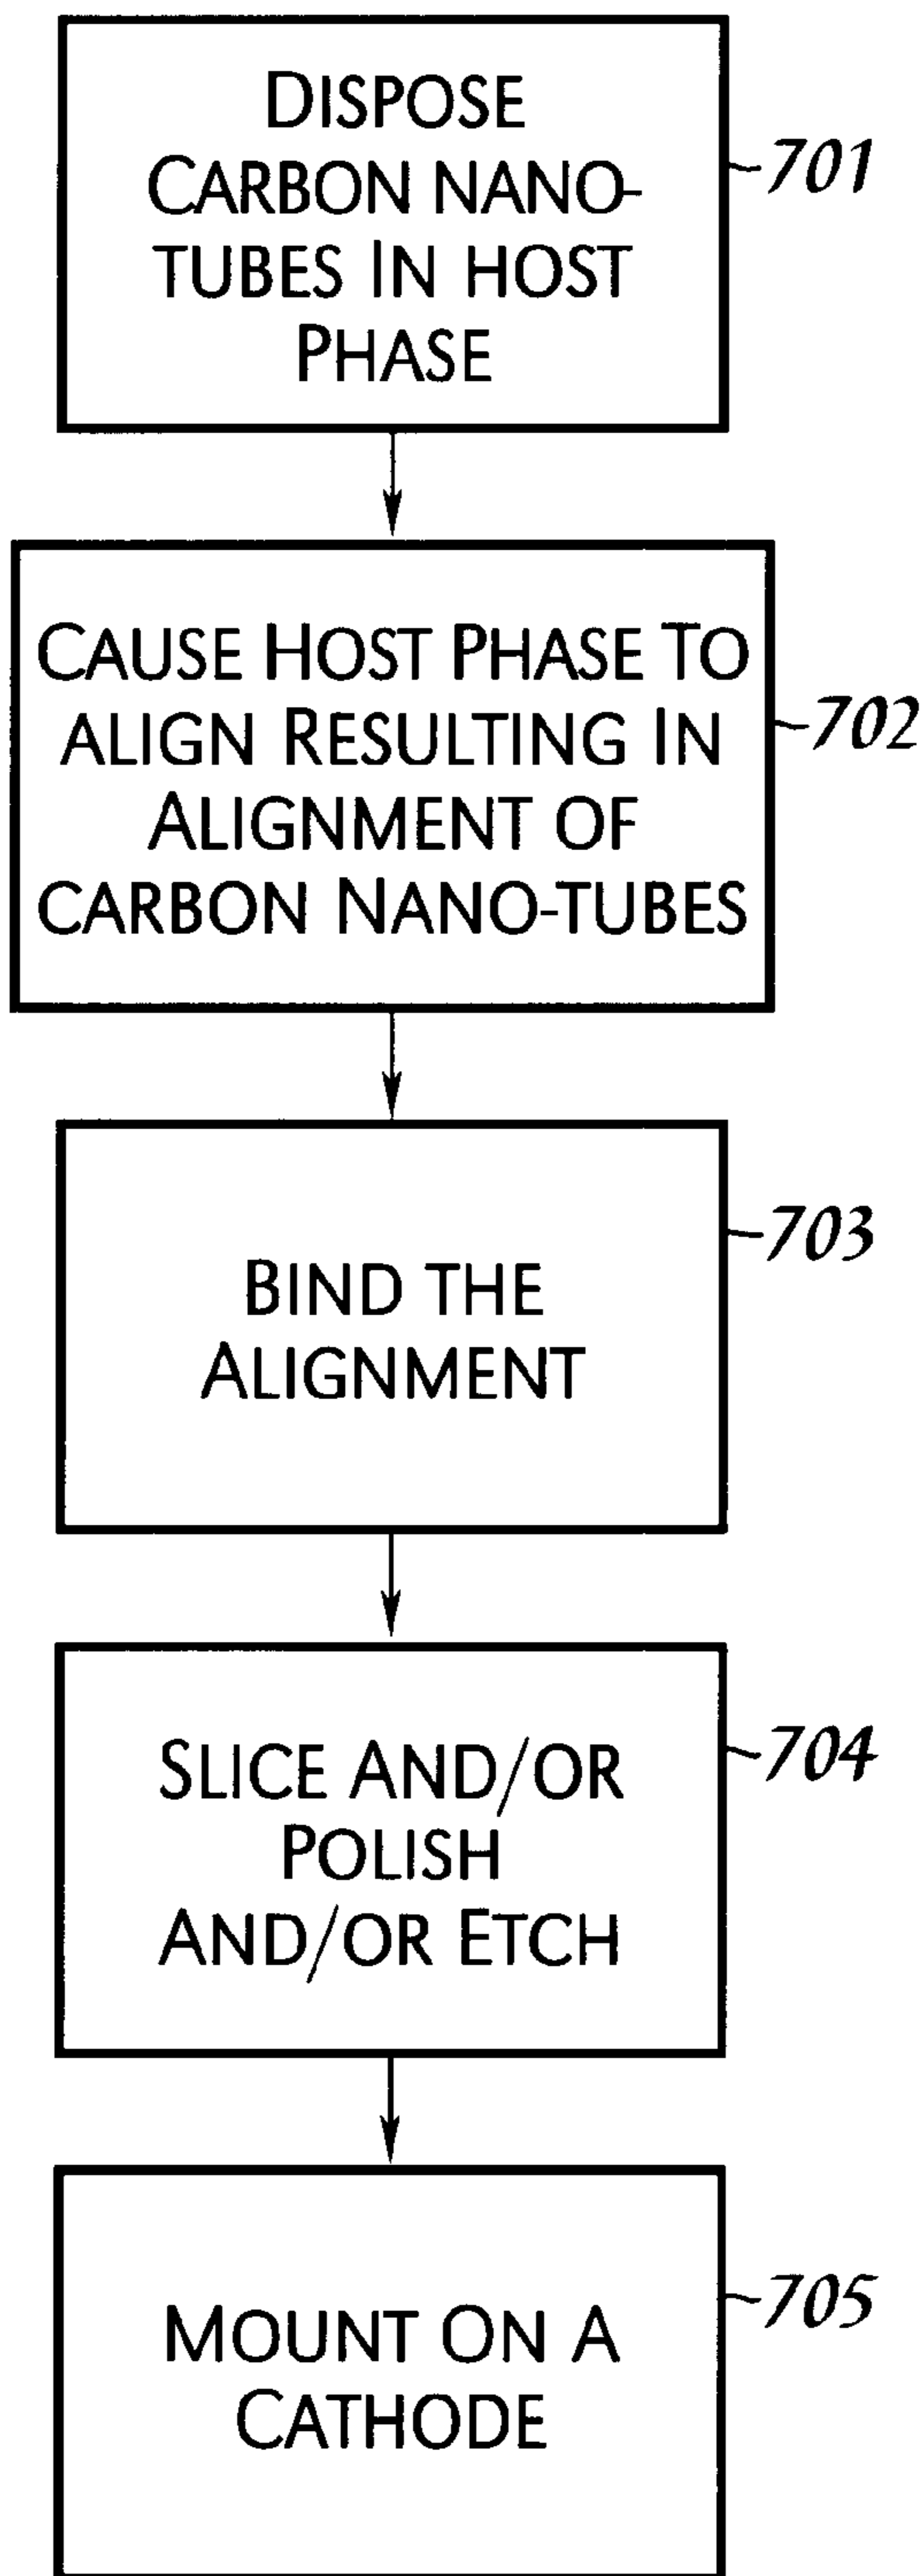 DISPOSE
CARBON NANO-
TUBES IN HOST
PHASE
701
CAUSE HOST PHASE TO
ALIGN RESULTING IN
ALIGNMENT OF
CARBON NANO-TUBES
702
BIND THE
ALIGNMENT
703
SLICE AND/OR
POLISH
AND/OR ETCH
704
MOUNT ON A
CATHODE
705